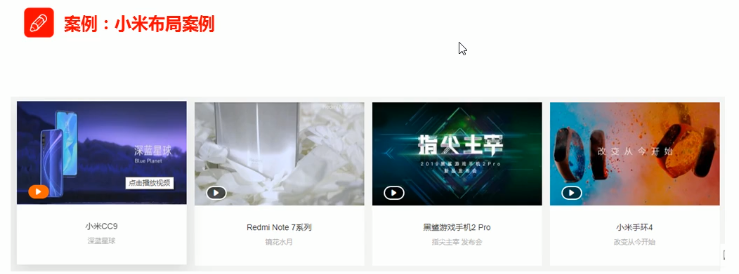 案例：小米布局案例
深蓝星球
Blue Planet
点击播放视频
指尖主宰
2019黑鲨游戏手机2Pro
新品发布会
改变从今开始
小米CC9
深蓝星球
Redmi Note 7系列
镜花水月
黑鲨游戏手机2 Pro
指尖主宰 发布会
小米手环4
改变从今开始